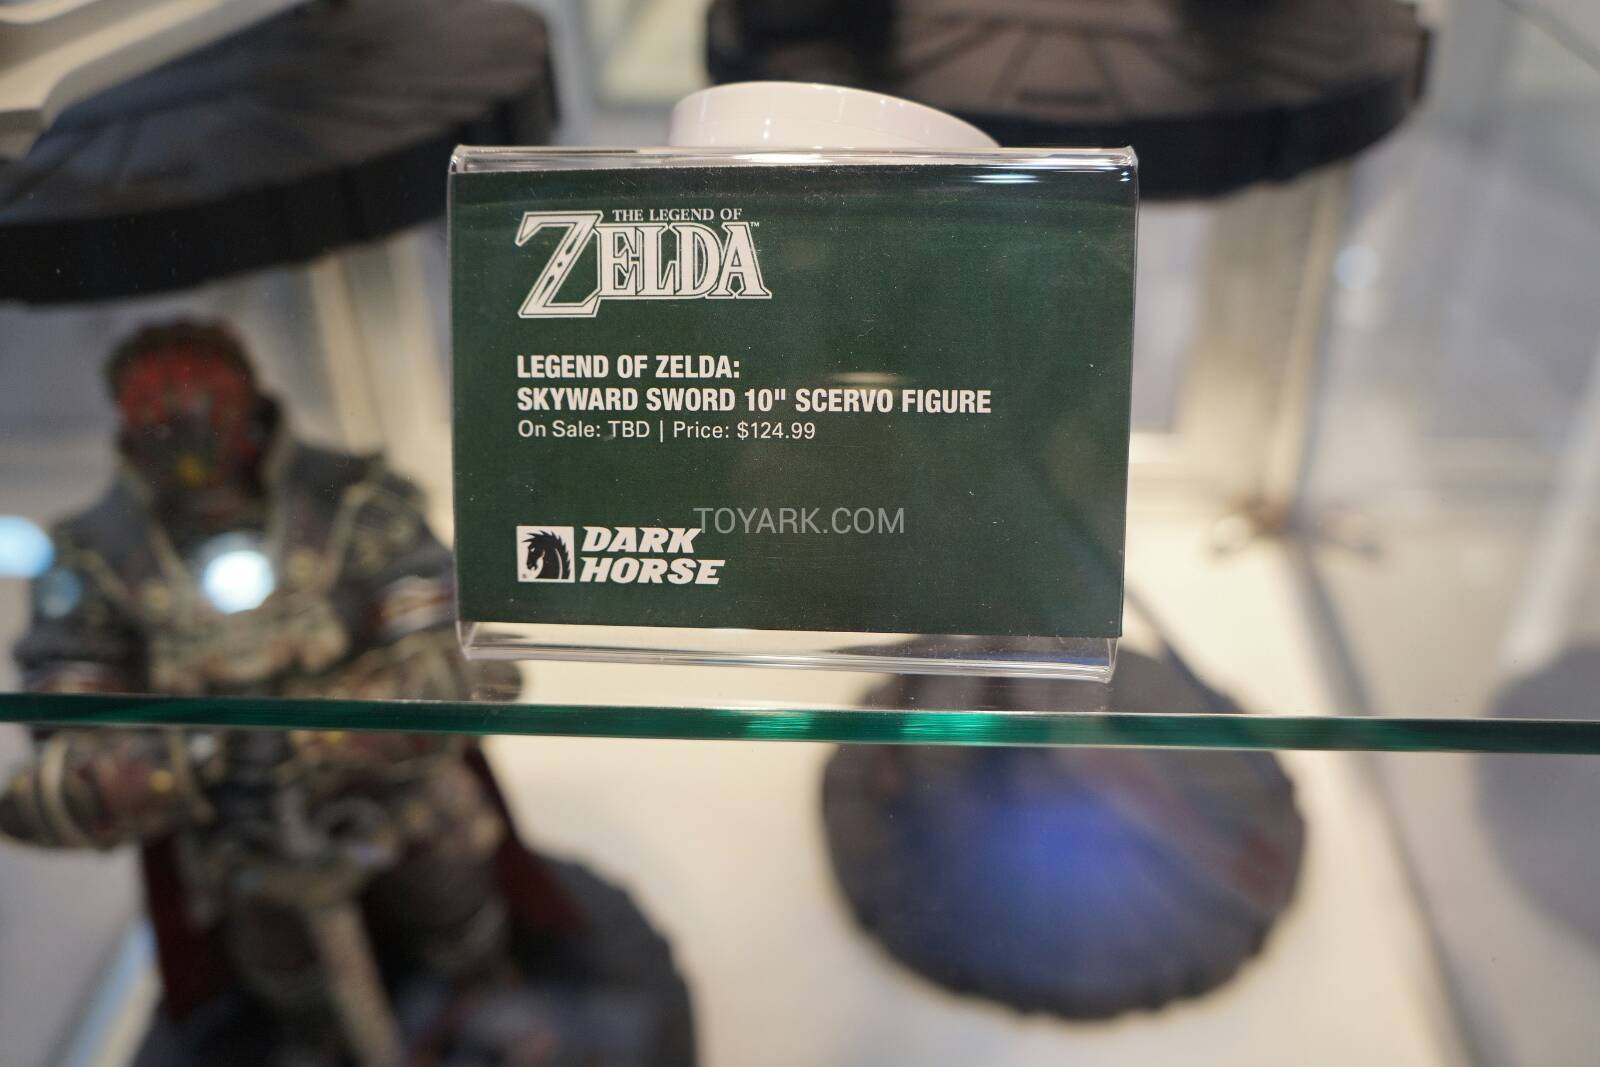 THE LEGEND OF
ZELDA™
LEGEND OF ZELDA:
SKYWARD SWORD 10" SCERVO FIGURE
On Sale: TBD | Price: $124.99
TOYARK.COM
DARK
HORSE